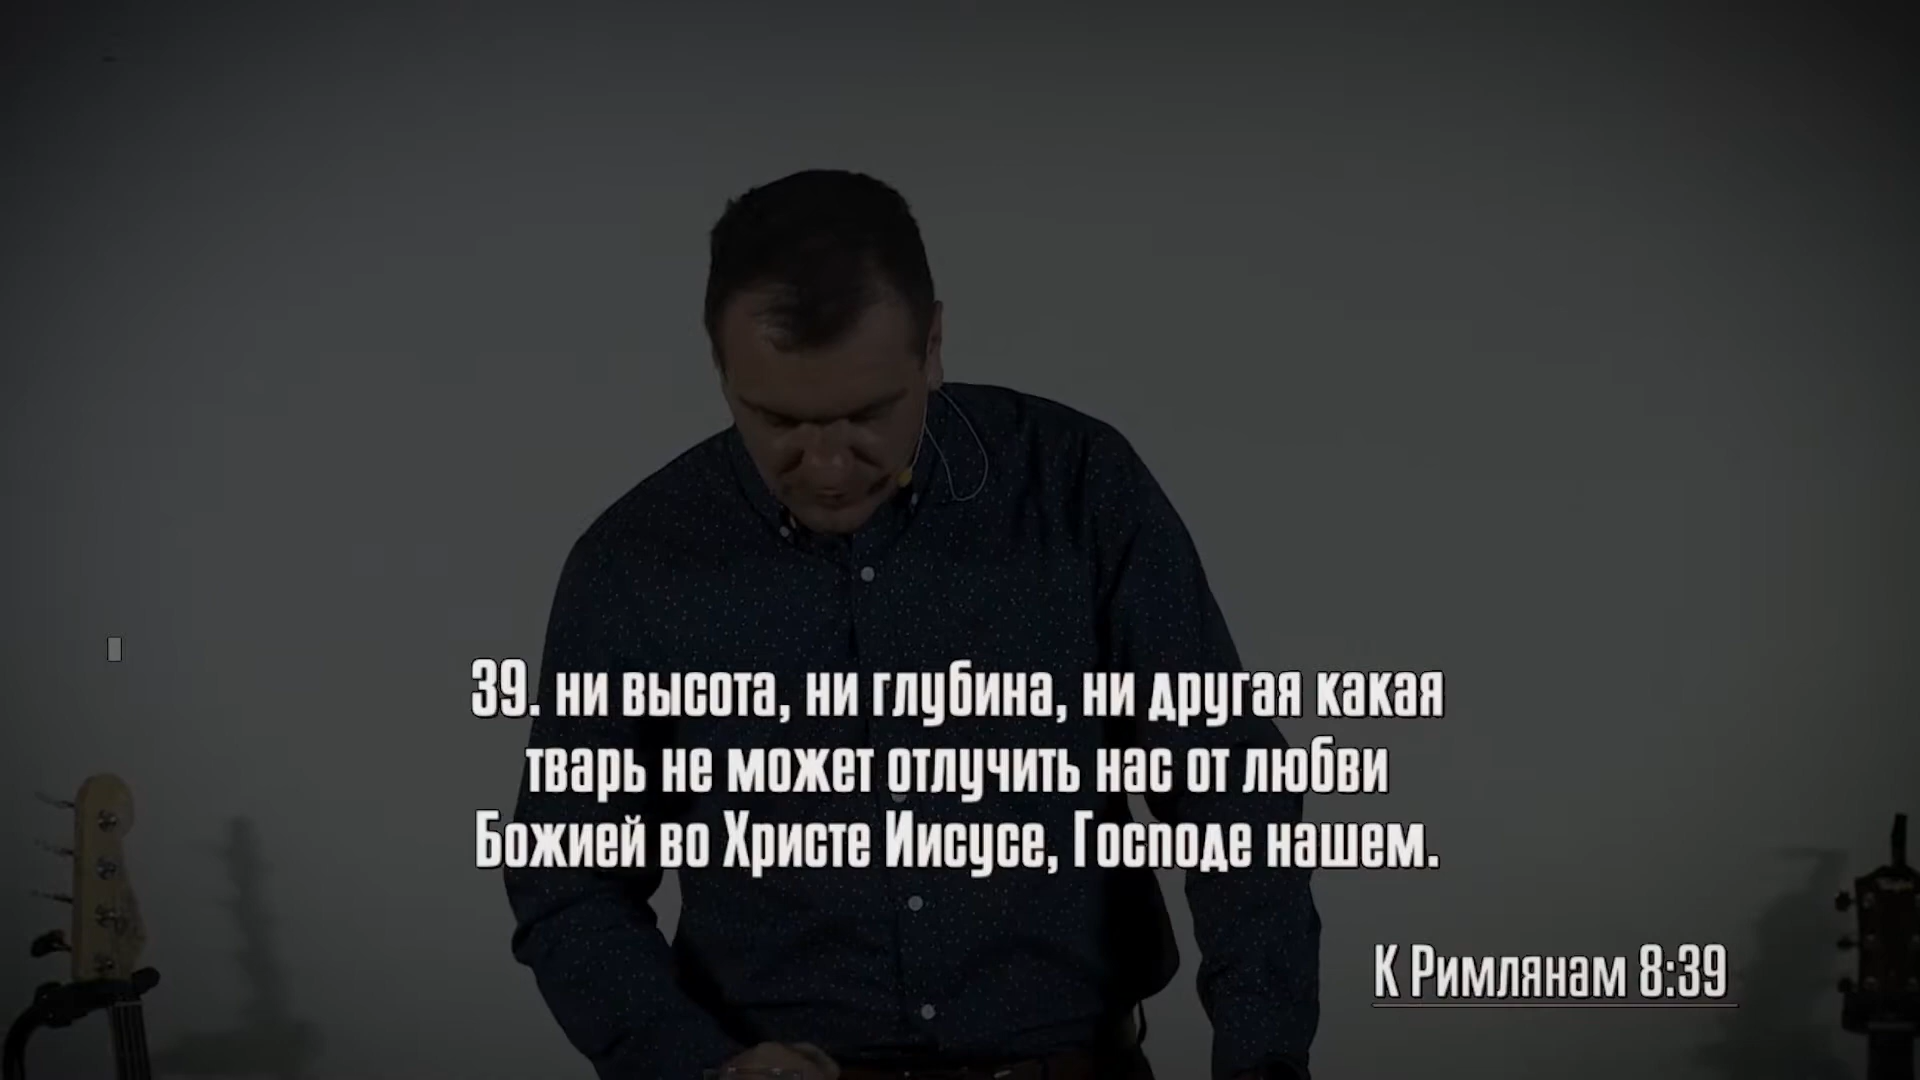 39. ни высота, ни глубина, ни другая какая
тварь не может отлучить нас от любви
Божией во Христе Иисусе, Господе нашем.
К Римлянам 8:39